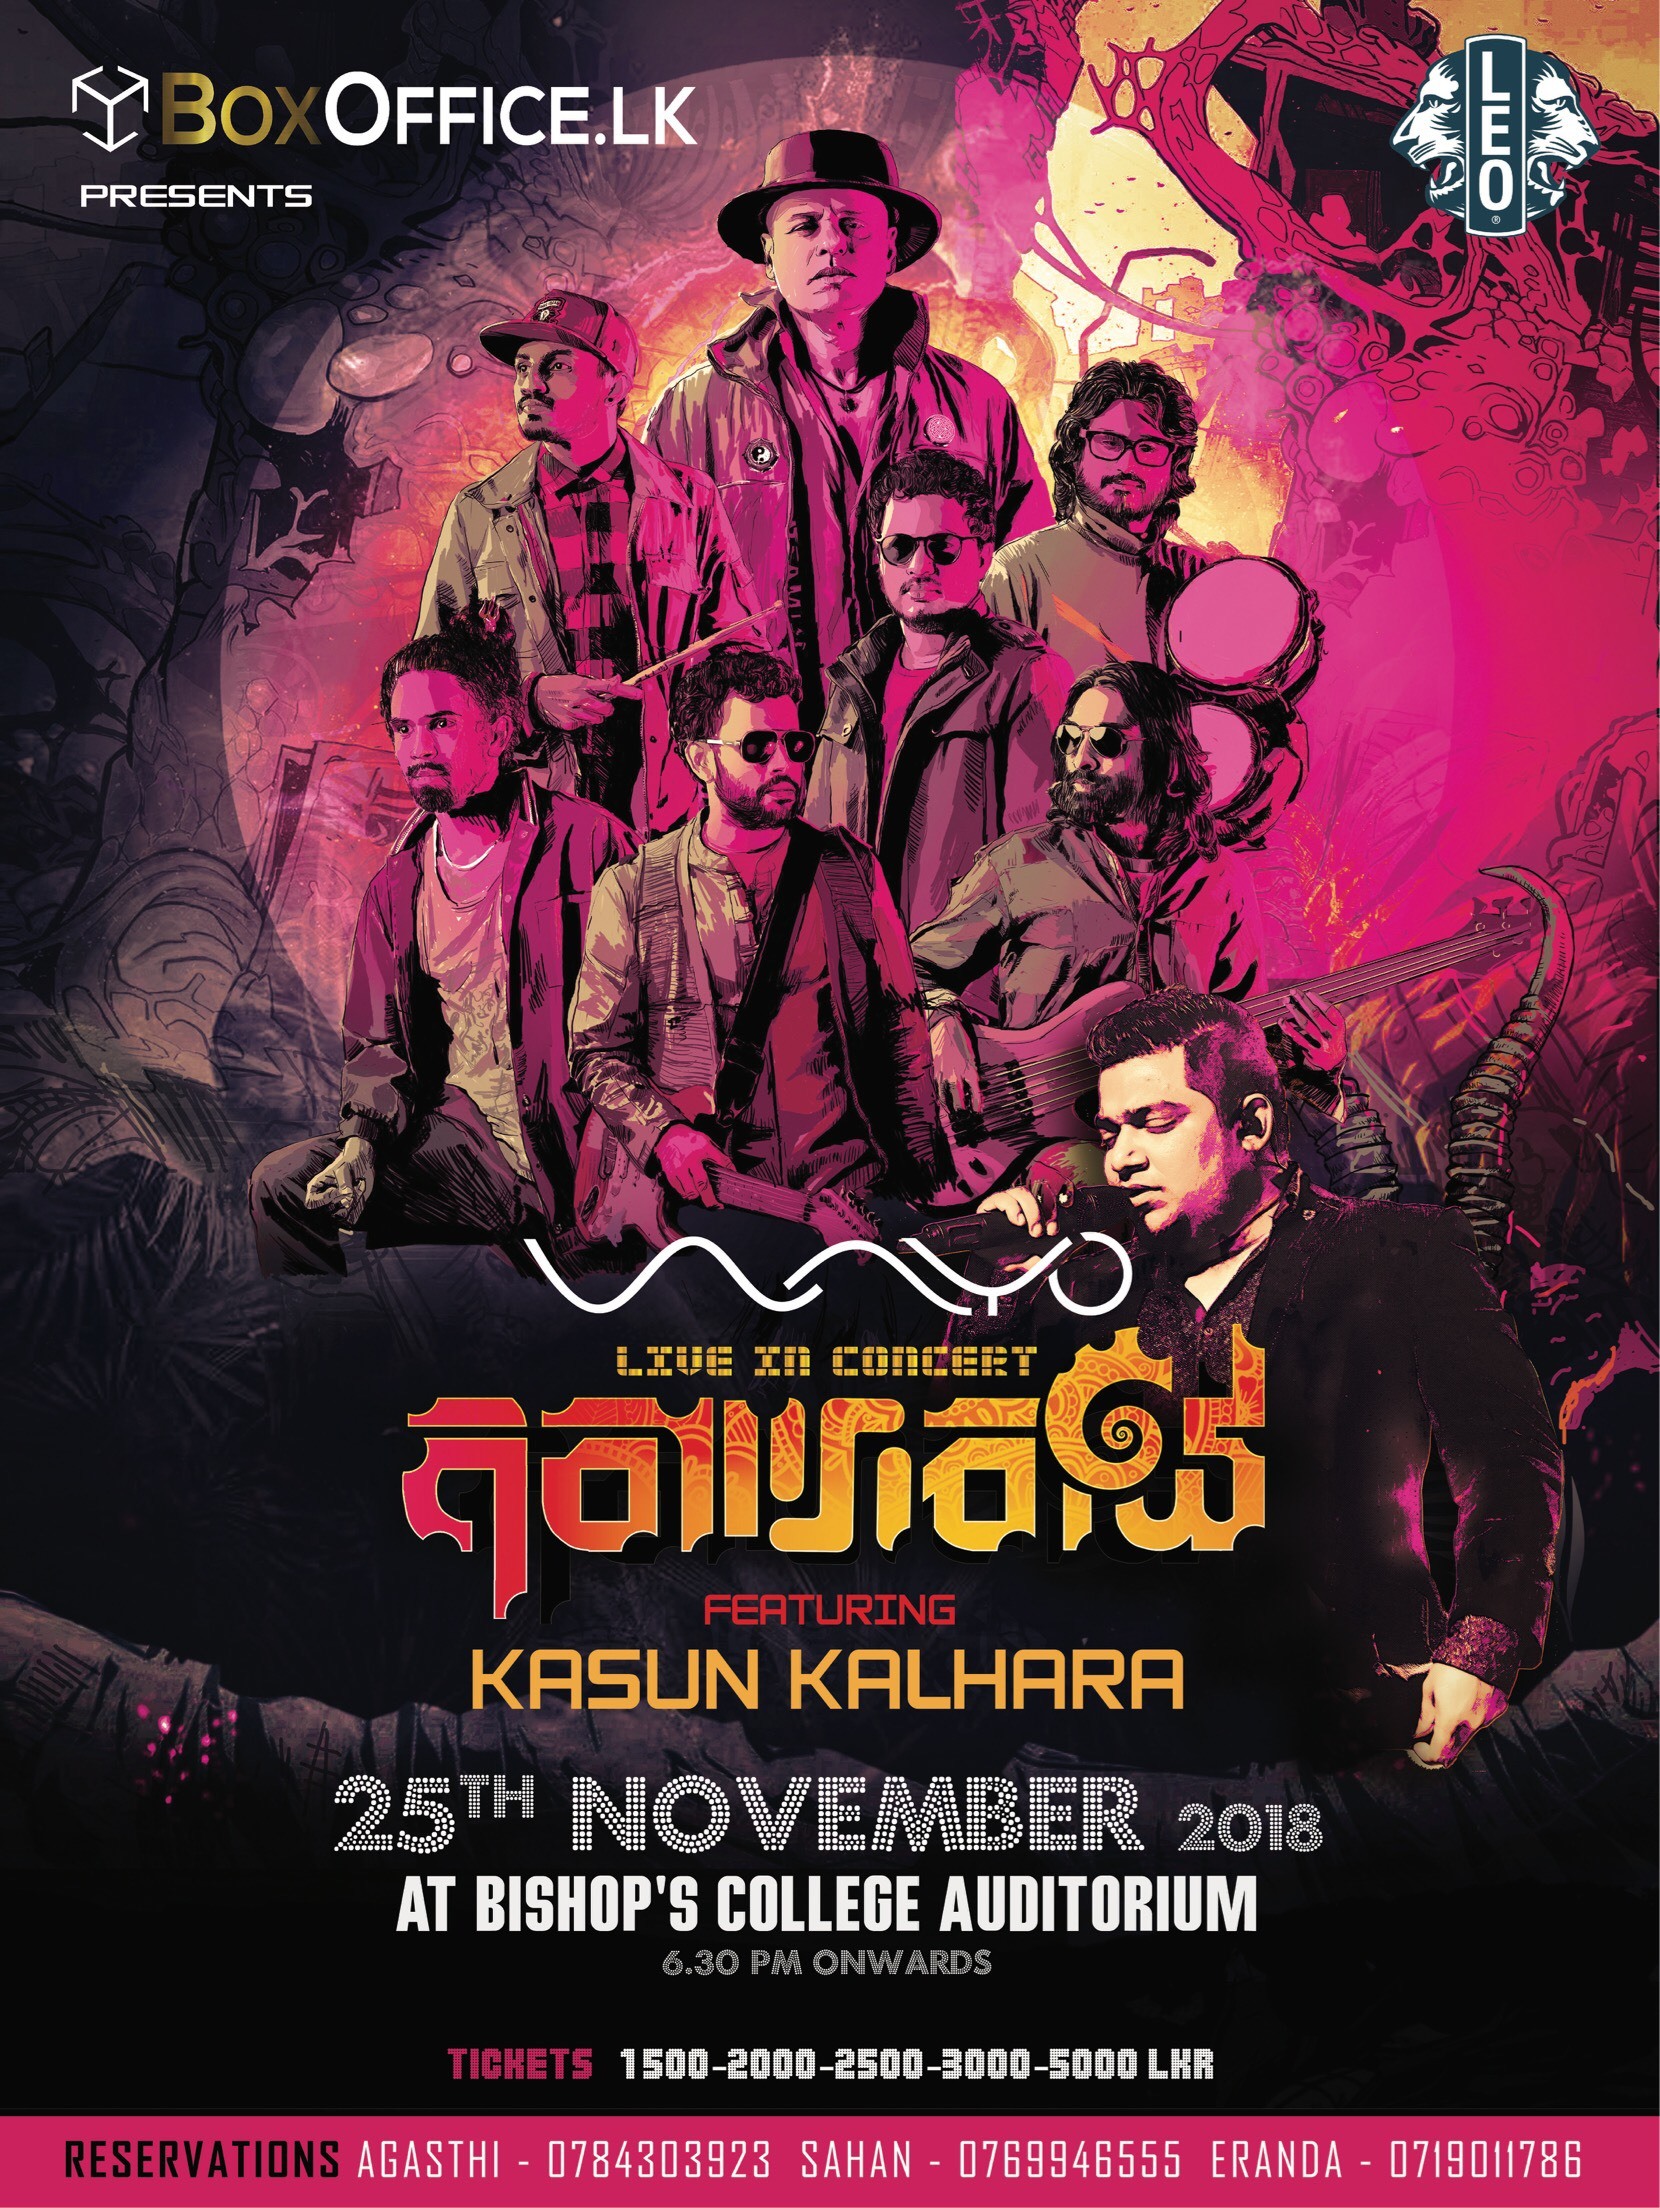 BOXOFFICE.LK
PRESENTS
LEO
WAYO
LIVE IN CONCERT
FEATURING
KASUN KALHARA
25TH NOVEMBER 2018
AT BISHOP'S COLLEGE AUDITORIUM
6.30 PM ONWARDS
TICKETS 1500-2000-2500-3000-5000 LKR
RESERVATIONS AGASTHI - 0784303923 SAHAN - 0769946555 ERANDA - 0719011786